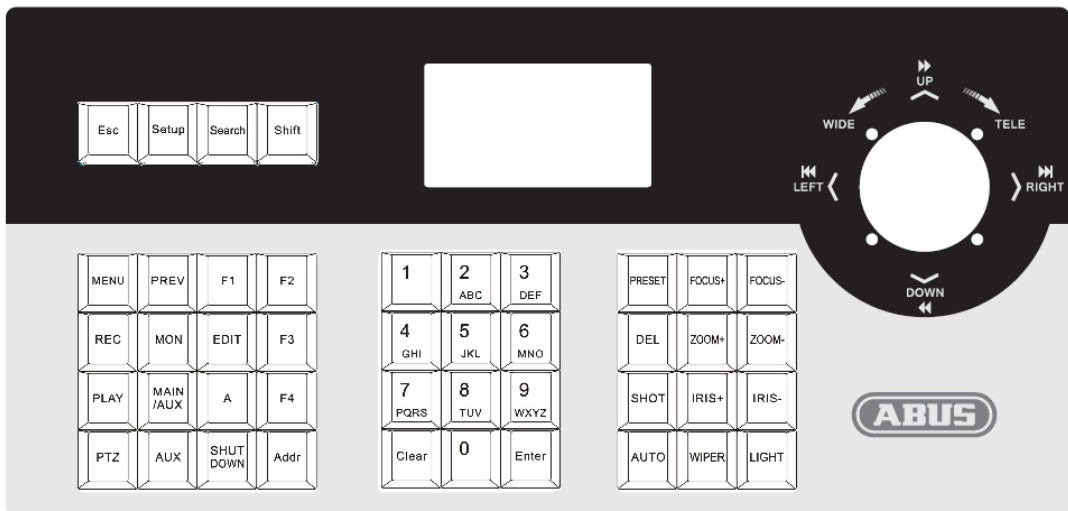 Esc Setup Search Shift
UP
WIDE TELE
LEFT RIGHT
DOWN
MENU PREV F1 F2
REC MON EDIT F3
PLAY MAIN /AUX A F4
PTZ AUX SHUT DOWN Addr
1 2 ABC 3 DEF
4 GHI 5 JKL 6 MNO
7 PQRS 8 TUV 9 WXYZ
Clear 0 Enter
PRESET FOCUS+ FOCUS-
DEL ZOOM+ ZOOM-
SHOT IRIS+ IRIS-
AUTO WIPER LIGHT
ABUS